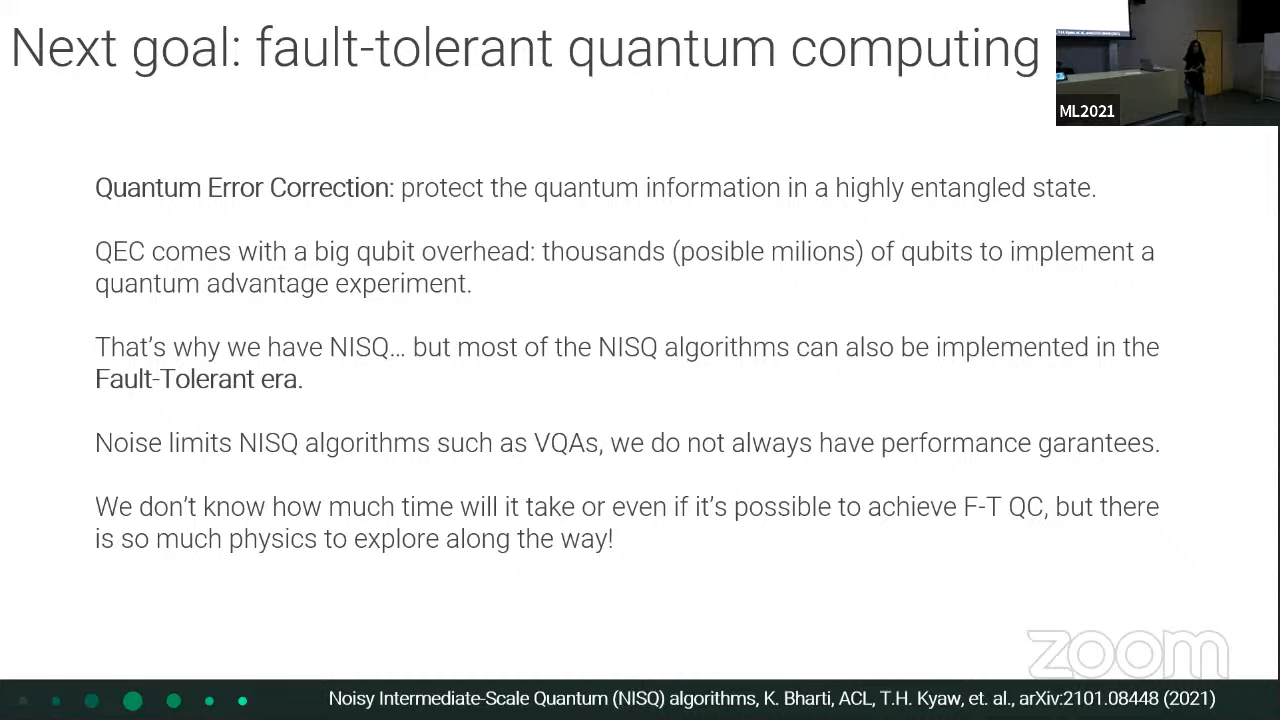 Next goal: fault-tolerant quantum computing
ML2021
Quantum Error Correction: protect the quantum information in a highly entangled state.
QEC comes with a big qubit overhead: thousands (posible milions) of qubits to implement a
quantum advantage experiment.
That's why we have NISQ... but most of the NISQ algorithms can also be implemented in the
Fault-Tolerant era.
Noise limits NISQ algorithms such as VQAs, we do not always have performance garantees.
We don't know how much time will it take or even if it's possible to achieve F-T QC, but there
is so much physics to explore along the way!
zoom
Noisy Intermediate-Scale Quantum (NISQ) algorithms, K. Bharti, ACL, T.H. Kyaw, et. al., arXiv:2101.08448 (2021)